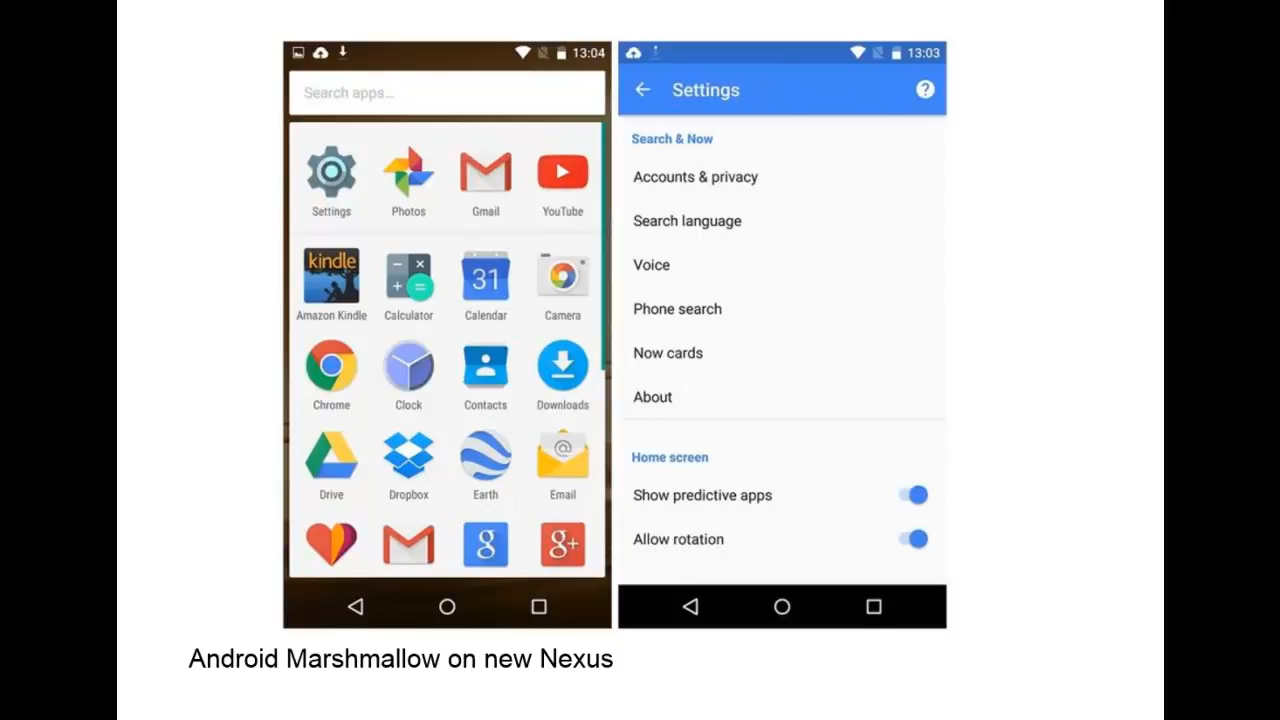 13:04
Search apps...
Settings Photos Gmail YouTube
kindle
31
Amazon Kindle Calculator Calendar Camera
Chrome Clock Contacts Downloads
@
Drive Dropbox Earth Email
g g+
13:03
Settings ?
Search & Now
Accounts & privacy
Search language
Voice
Phone search
Now cards
About
Home screen
Show predictive apps
Allow rotation
Android Marshmallow on new Nexus